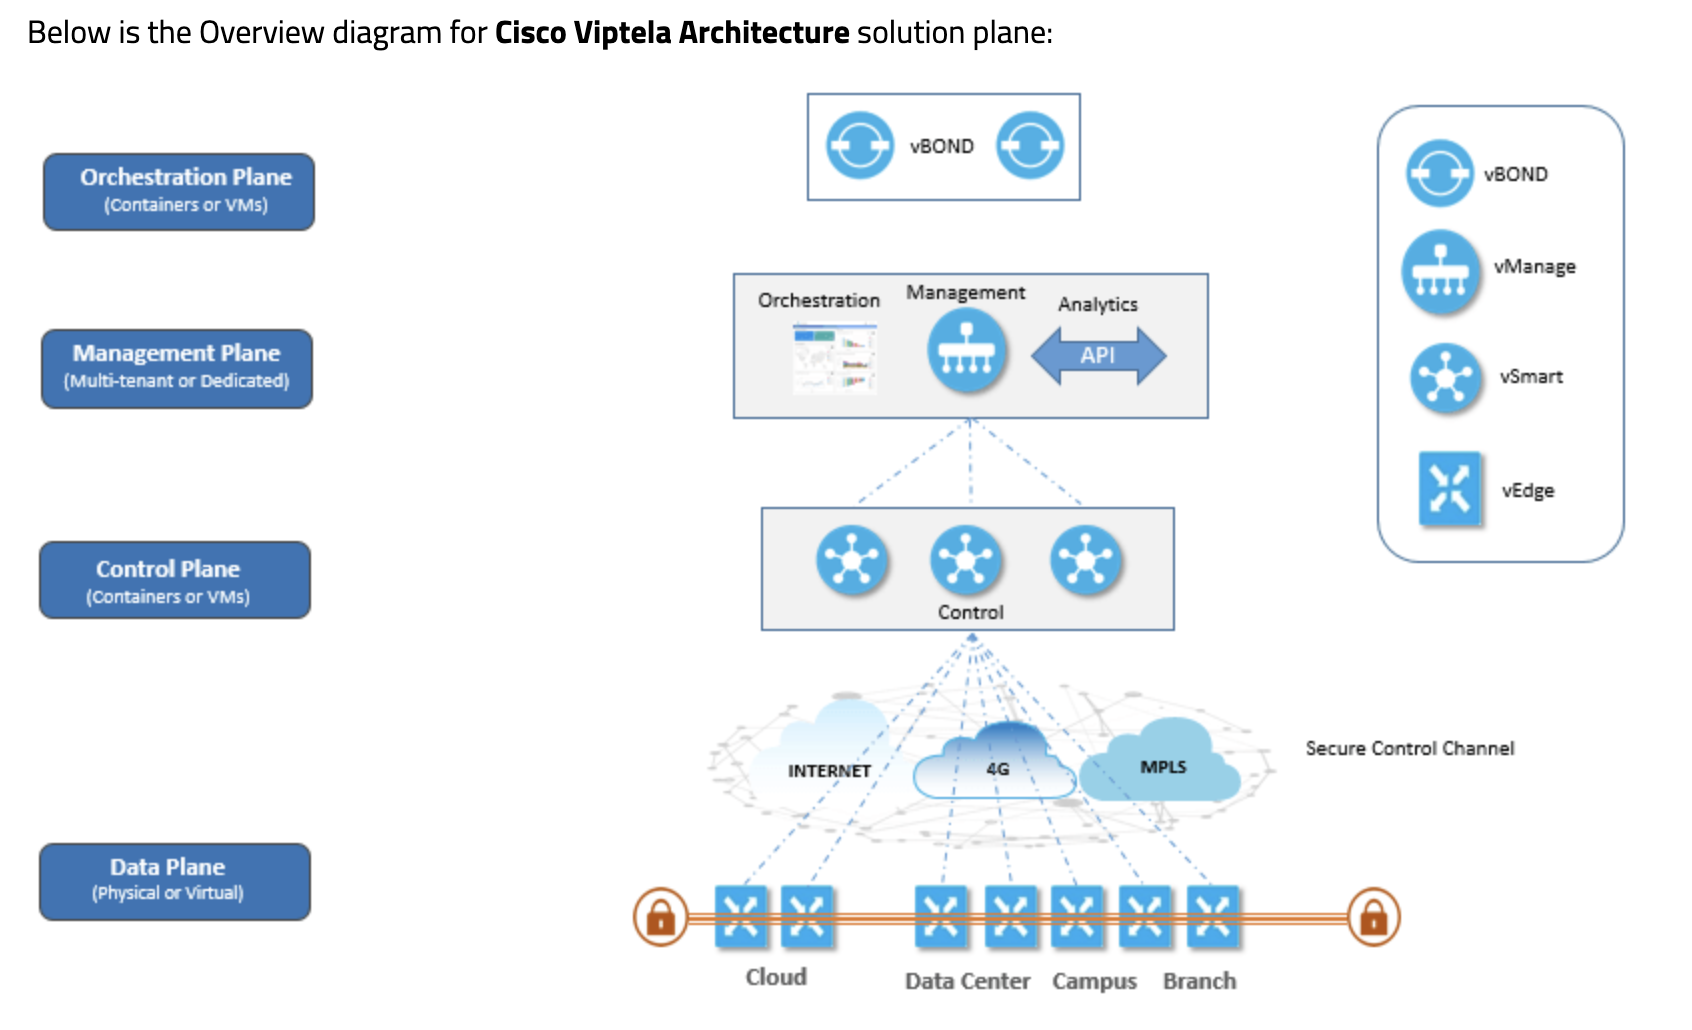 Below is the Overview diagram for Cisco Viptela Architecture solution plane:
Orchestration Plane
(Containers or VMs)
vBOND
vBOND
vManage
vSmart
vEdge
Management Plane
(Multi-tenant or Dedicated)
Orchestration
Management
Analytics
API
Control Plane
(Containers or VMs)
Control
INTERNET
4G
MPLS
Secure Control Channel
Data Plane
(Physical or Virtual)
Cloud
Data Center
Campus
Branch